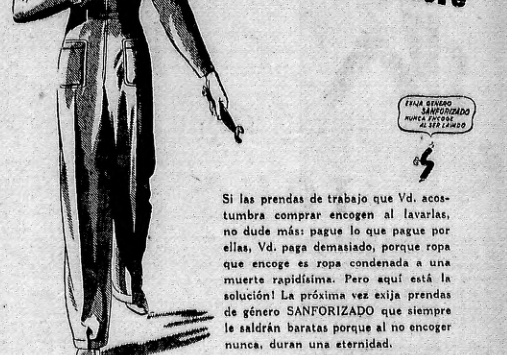 EXIJA GENERO
SANFORIZADO
NUNCA ENCOGE
AL SER LAVADO
Si las prendas de trabajo que Vd. acos-
tumbra comprar encogen al lavarlas,
no dude más: pague lo que pague por
ellas, Vd. paga demasiado, porque ropa
que encoge es ropa condenada a una
muerte rapidísima. Pero aquí está la
solución! La próxima vez exija prendas
de género SANFORIZADO que siempre
le saldrán baratas porque al no encoger
nunca, duran una eternidad.